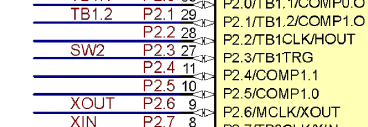 P2.0/TB1.1/COMP0.O
TB1.2 P2.1 29 P2.1/TB1.2/COMP1.O
P2.2 28 P2.2/TB1CLK/HOUT
SW2 P2.3 27 P2.3/TB1TRG
P2.4 11 P2.4/COMP1.1
P2.5 10 P2.5/COMP1.0
XOUT P2.6 9 P2.6/MCLK/XOUT
XIN P2.7 8